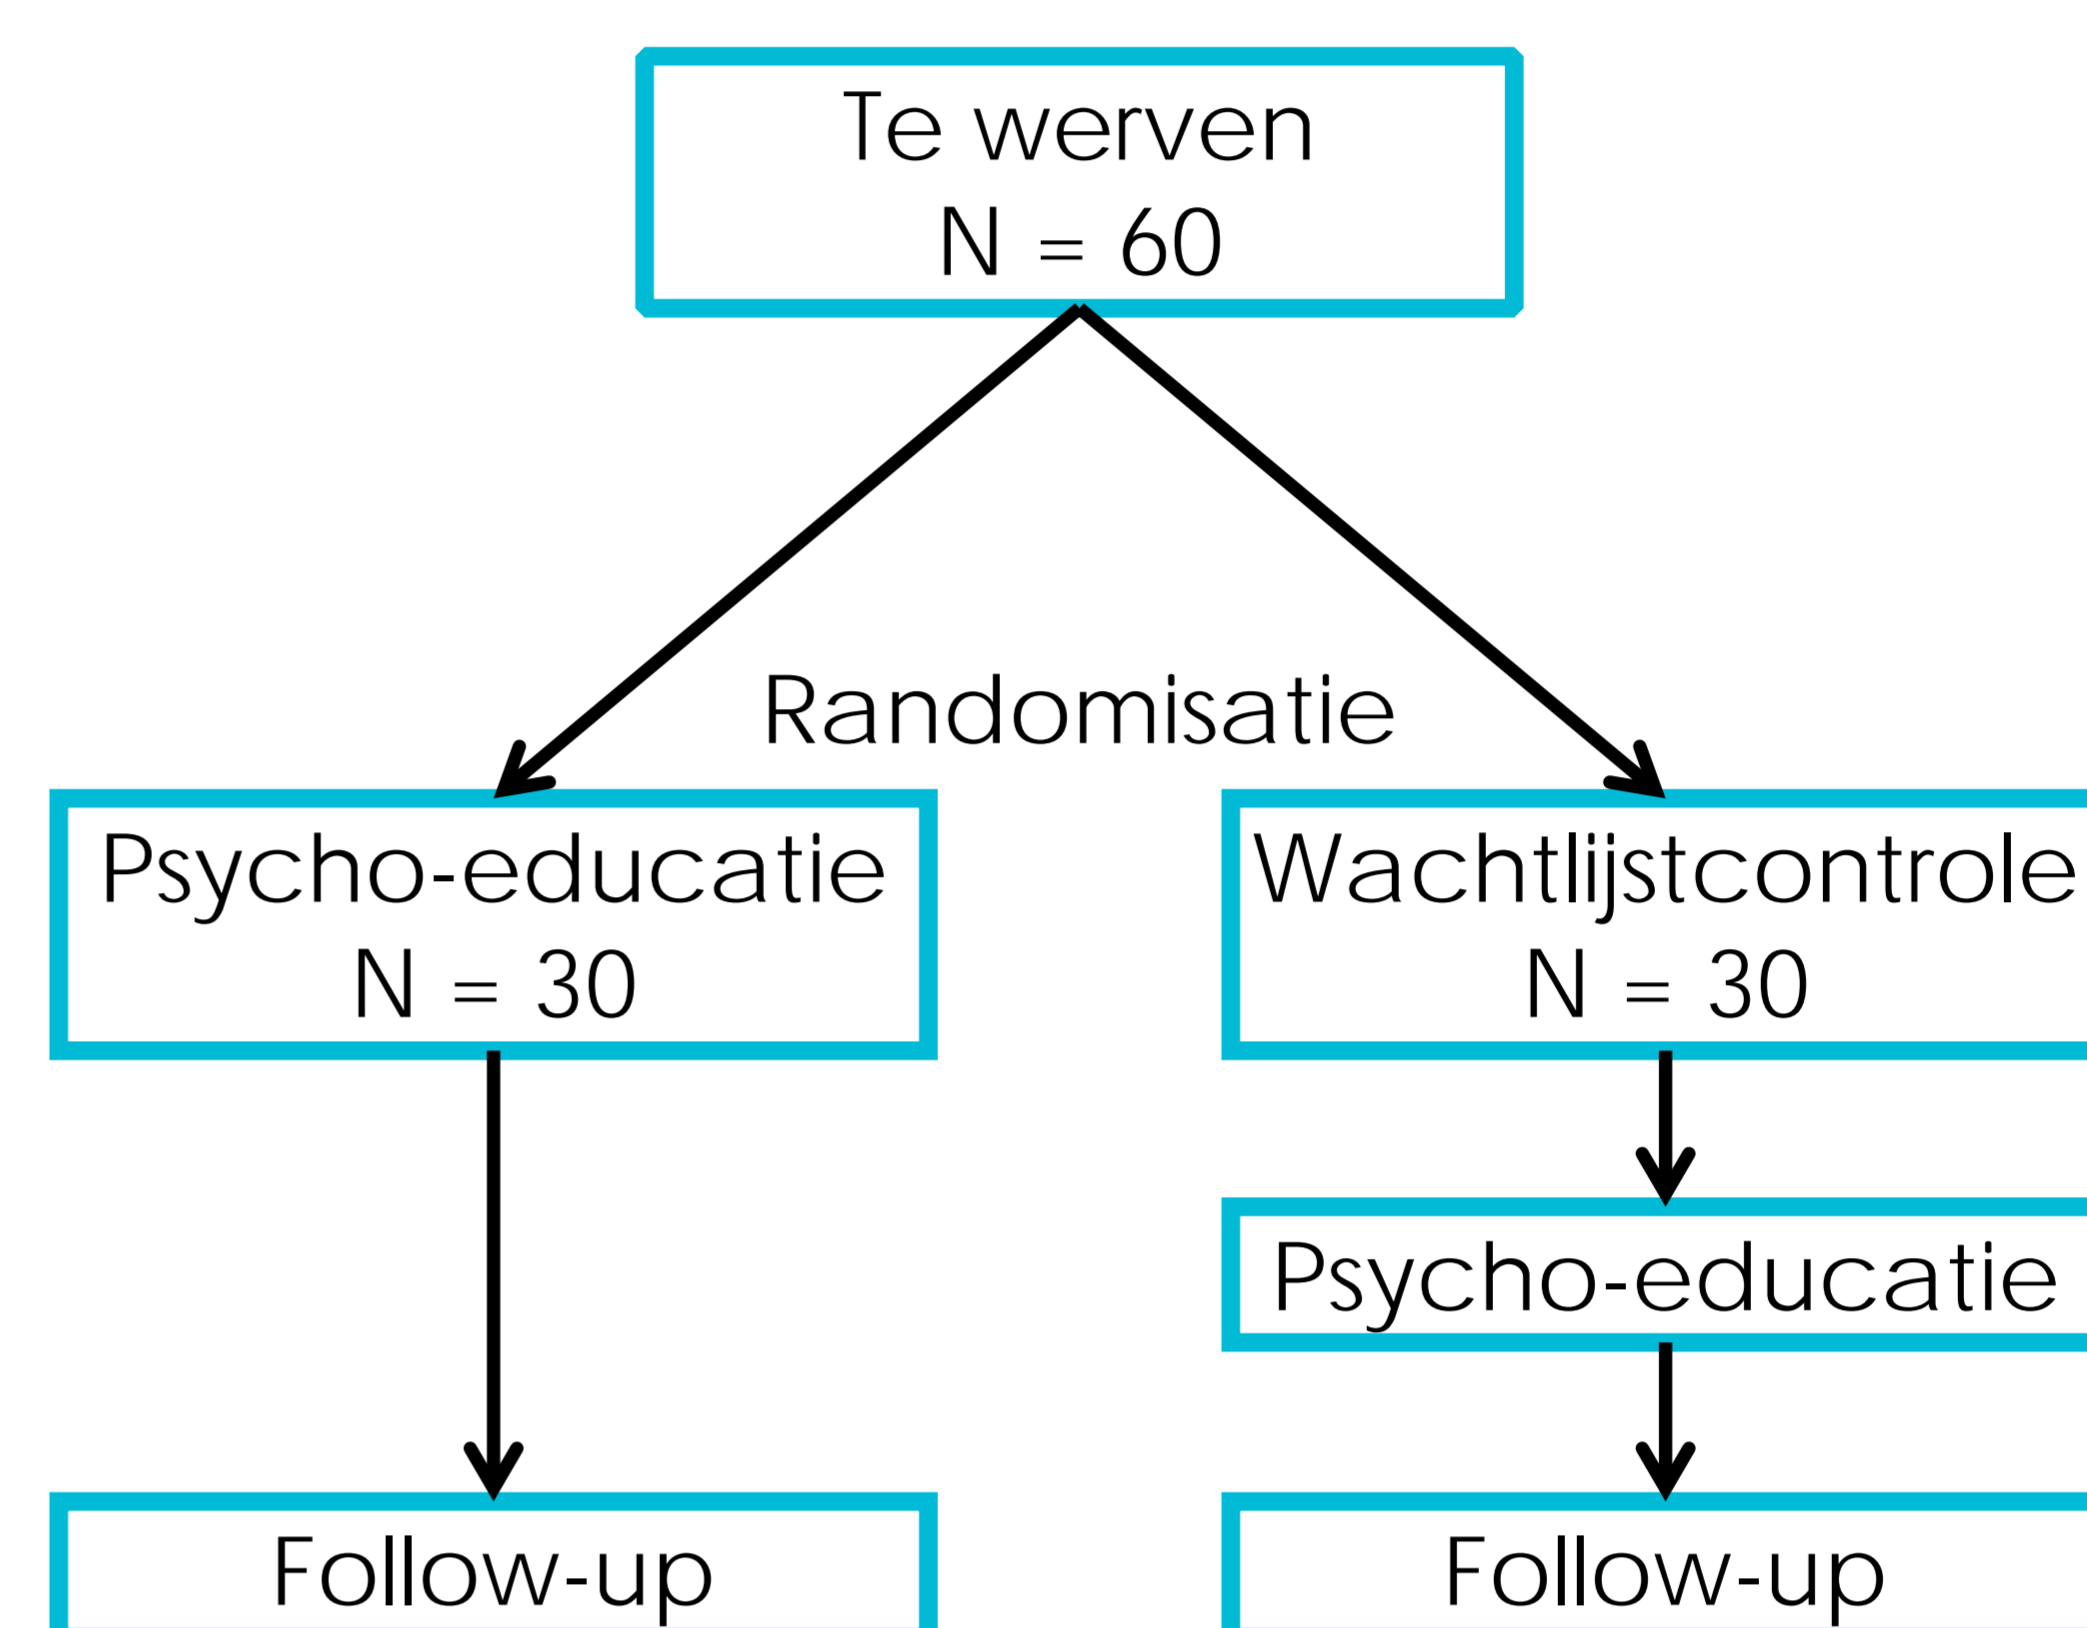 Te werven
N = 60
Randomisatie
Psycho-educatie
N = 30
Wachtlijstcontrole
N = 30
Psycho-educatie
Follow-up
Follow-up